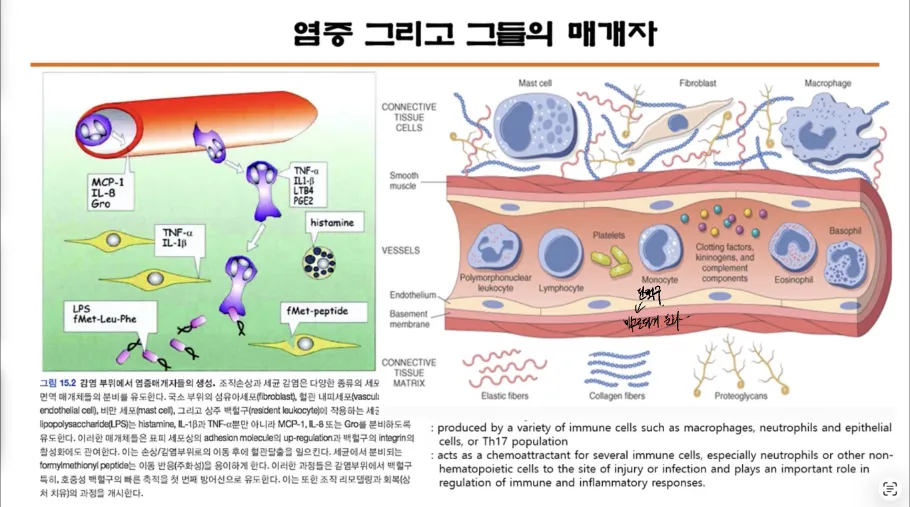 염증 그리고 그들의 매개자
MCP-1
IL-8
Gro
TNF-α
IL1-β
LTB4
PGE2
histamine
TNF-α
IL-1β
LPS
fMet-Leu-Phe
fMet-peptide
CONNECTIVE
TISSUE
CELLS
Mast cell
Fibroblast
Macrophage
Smooth
muscle
VESSELS
Platelets
Clotting factors,
kininogens, and
complement
components
Basophil
Polymorphonuclear
leukocyte
Lymphocyte
Monocyte
Eosinophil
단핵구
Endothelium
Basement
membrane
CONNECTIVE
TISSUE
MATRIX
Elastic fibers
Collagen fibers
Proteoglycans
그림 15.2 감염 부위에서 염증매개자들의 생성. 조직손상과 세균 감염은 다양한 종류의 세포
면역 매개체들의 분비를 유도한다. 국소 부위의 섬유아세포(fibroblast), 혈관 내피세포(vascula
endothelial cell), 비만 세포(mast cell), 그리고 상주 백혈구(resident leukocyte)에 작용하는 세균
lipopolysaccharide(LPS)는 histamine, IL-1β과 TNF-α뿐만 아니라 MCP-1, IL-8 또는 Gro를 분비하도록
유도한다. 이러한 매개체들은 표피 세포상의 adhesion molecule의 up-regulation과 백혈구의 integrin의
활성화에도 관여한다. 이는 손상/감염부위로의 이동 후에 혈관탈출을 일으킨다. 세균에서 분비되는
formylmethionyl peptide는 이동 반응(주화성)을 용이하게 한다. 이러한 과정들은 감염부위에서 백혈구
특히, 호중성 백혈구의 빠른 축적을 첫 번째 방어선으로 유도한다. 이는 또한 조직 리모델링과 회복(상
처 치유)의 과정을 개시한다.
: produced by a variety of immune cells such as macrophages, neutrophils and epithelial
cells, or Th17 population
: acts as a chemoattractant for several immune cells, especially neutrophils or other non-
hematopoietic cells to the site of injury or infection and plays an important role in
regulation of immune and inflammatory responses.